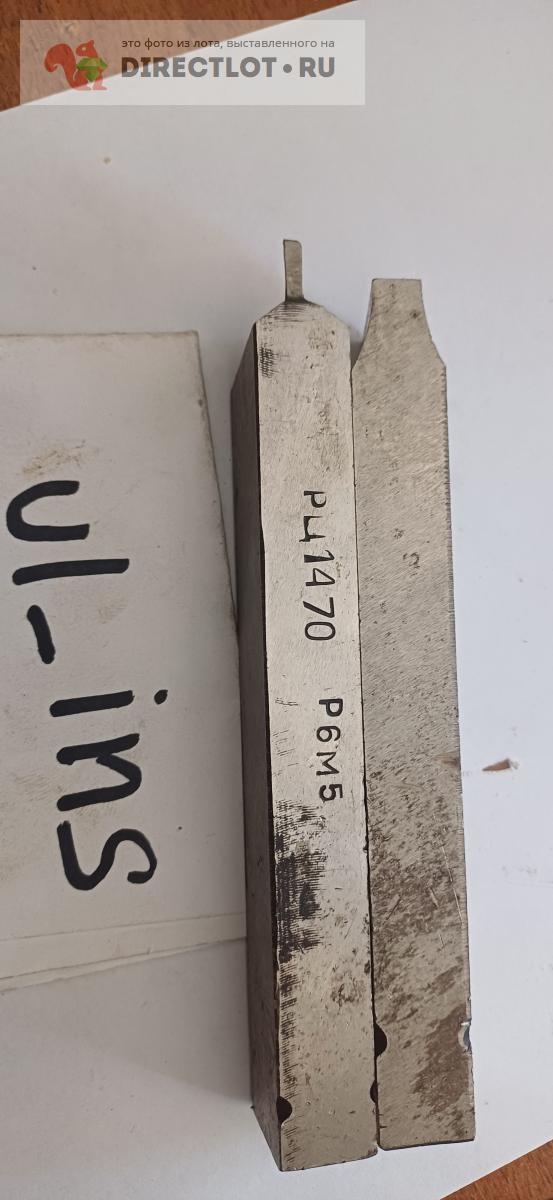 это фото из лота, выставленного на
DIRECTLOT • RU
РЦ1470 Р6М5
ul-ins